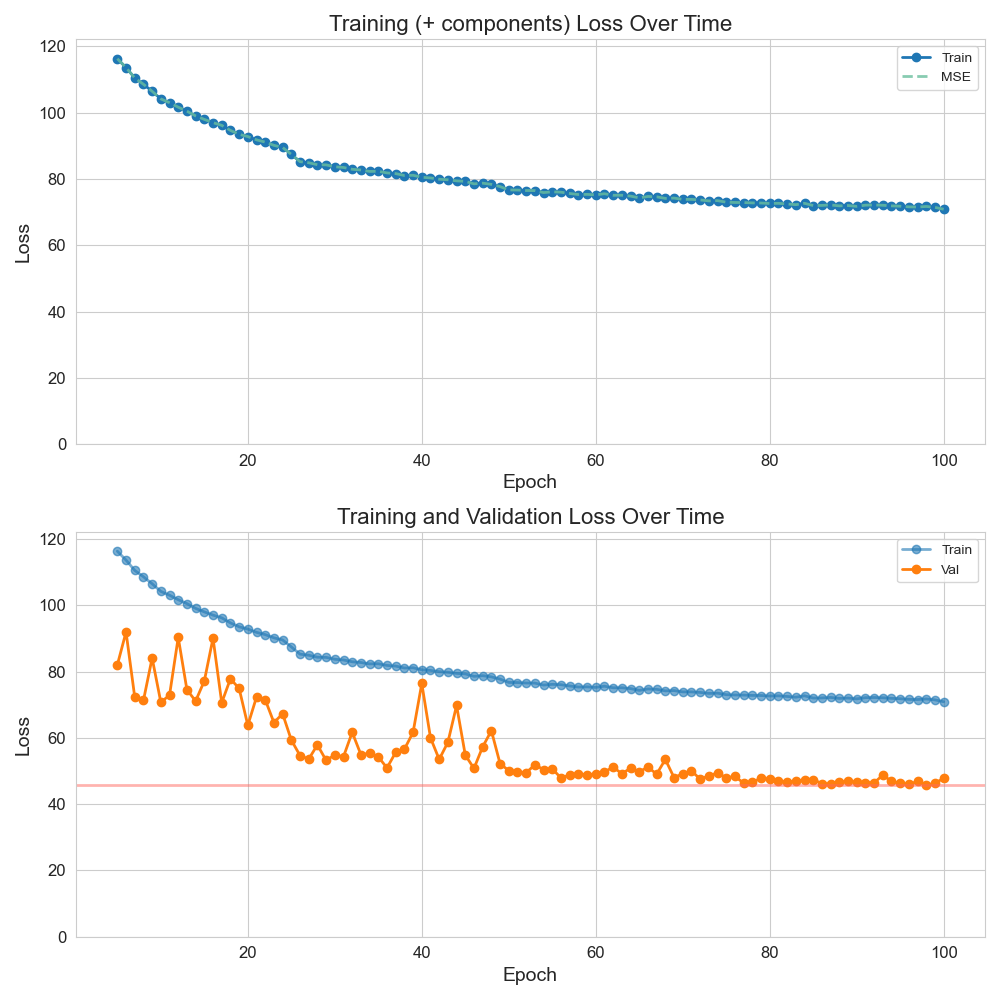 Training (+ components) Loss Over Time
120
100
80
60
40
20
0
Loss
Train
MSE
20 40 60 80 100
Epoch
Training and Validation Loss Over Time
120
100
80
60
40
20
0
Loss
Train
Val
20 40 60 80 100
Epoch